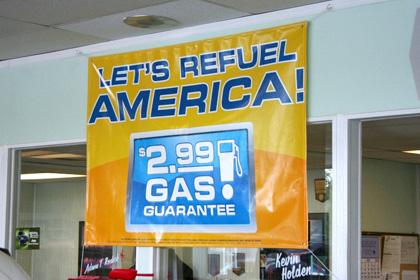 LET'S REFUEL
AMERICA!
$2.99
GAS!
GUARANTEE
Kevin
Holden